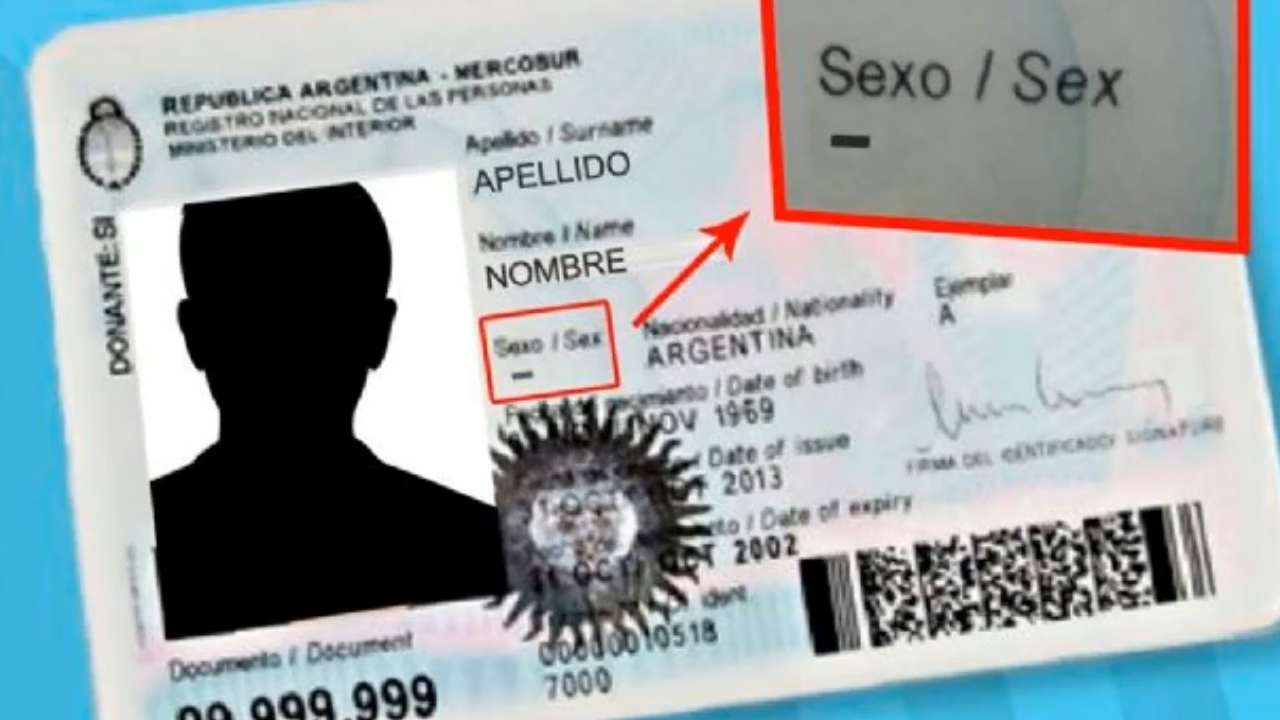 REPUBLICA ARGENTINA - MERCOSUR
REGISTRO NACIONAL DE LAS PERSONAS
MINISTERIO DEL INTERIOR
DONANTE: SI
Apellido / Surname
APELLIDO
Nombre / Name
NOMBRE
Sexo / Sex
–
Sexo / Sex
–
Nacionalidad / Nationality
ARGENTINA
Ejemplar
A
/ Date of birth
NOV 1969
Date of issue
2013
/ Date of expiry
2002
FIRMA DEL IDENTIFICADO/ SIGNATURE
ident.
00000010518
7000
Documento / Document
99.999.999